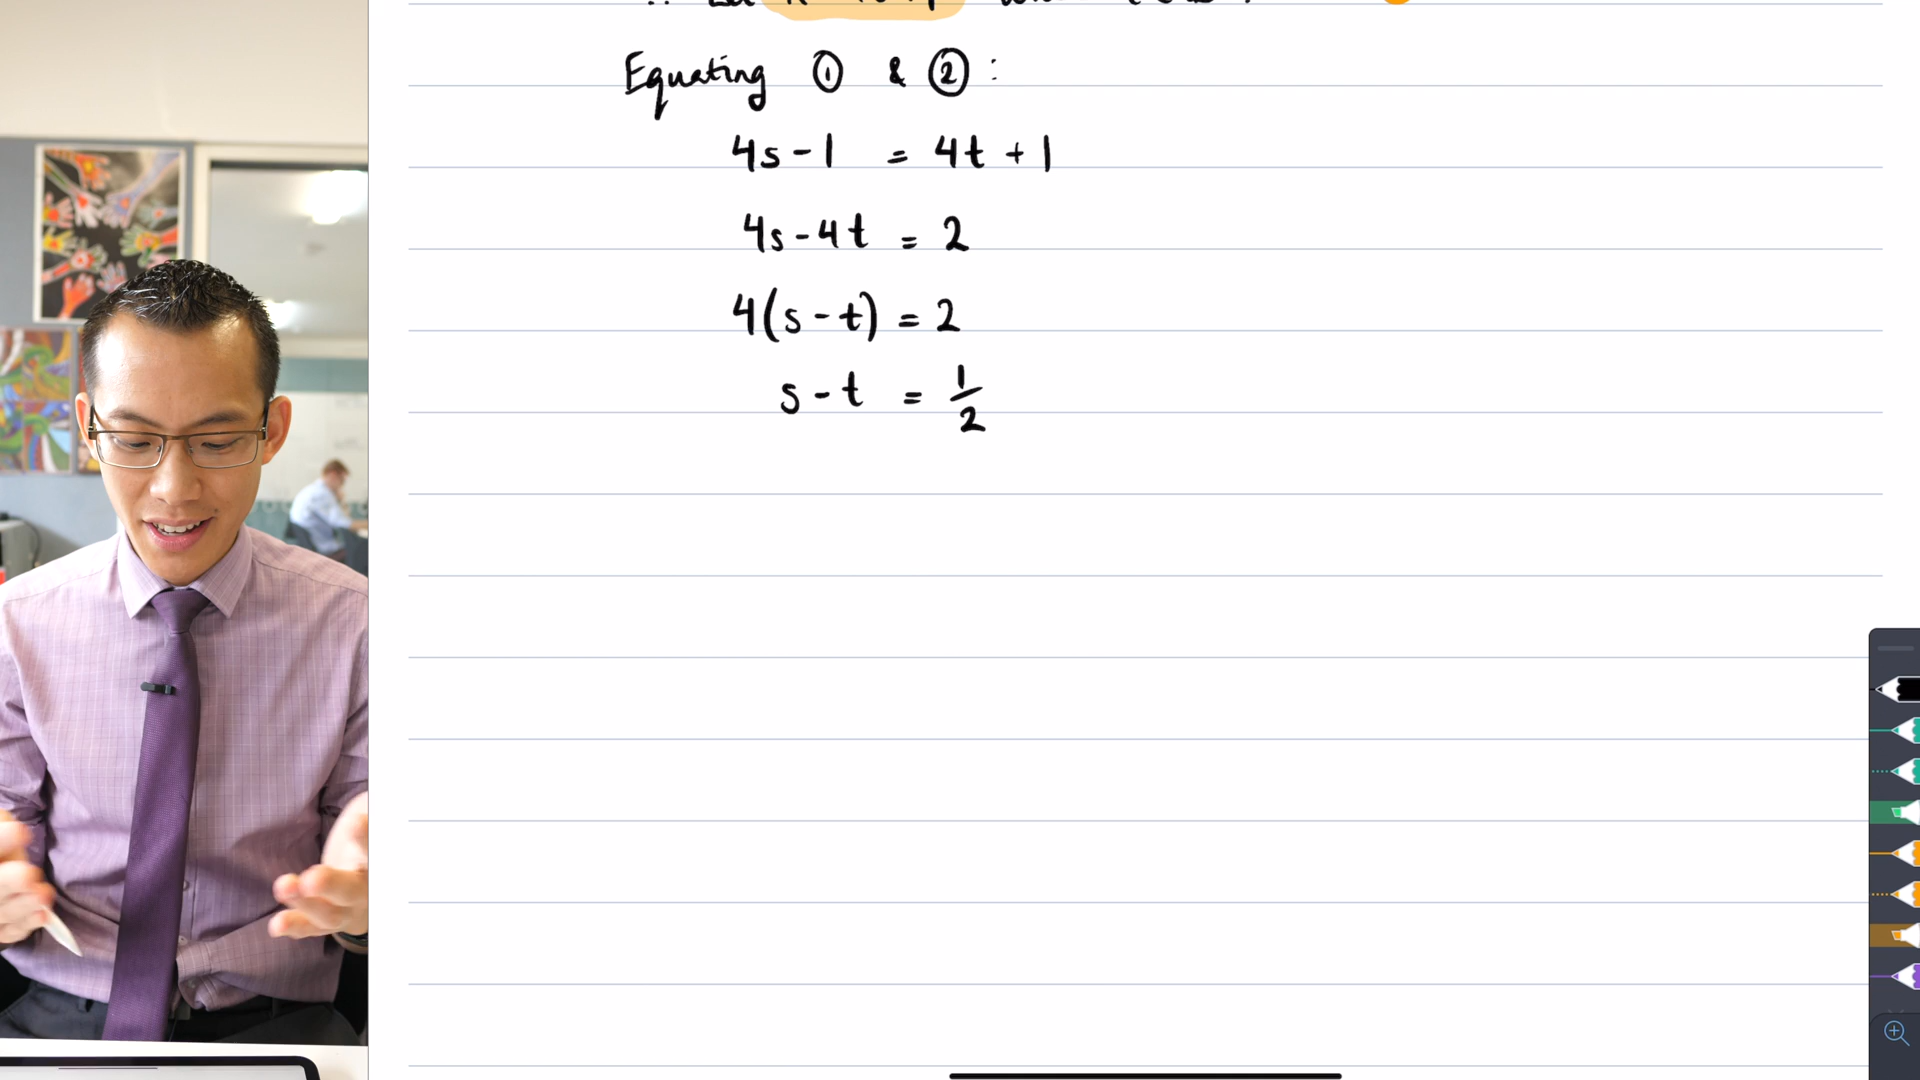 Equating ① & ② :
4s - 1 = 4t + 1
4s - 4t = 2
4(s - t) = 2
s - t = 1/2